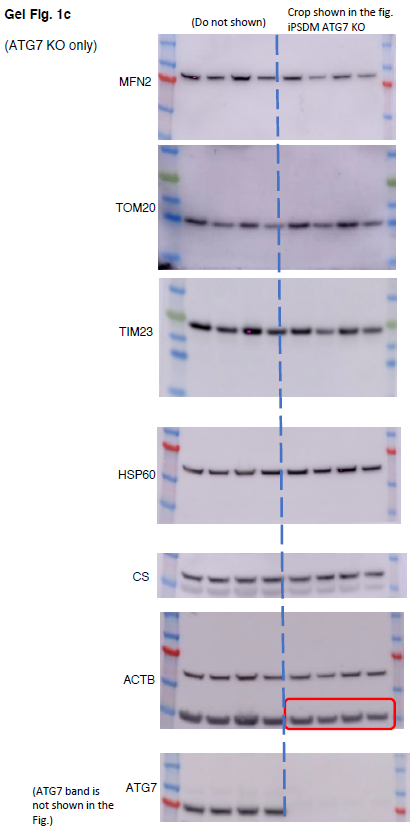 Gel Fig. 1c
(Do not shown)
Crop shown in the fig.
iPSDM ATG7 KO
(ATG7 KO only)
MFN2
TOM20
TIM23
HSP60
CS
ACTB
ATG7
(ATG7 band is
not shown in the
Fig.)